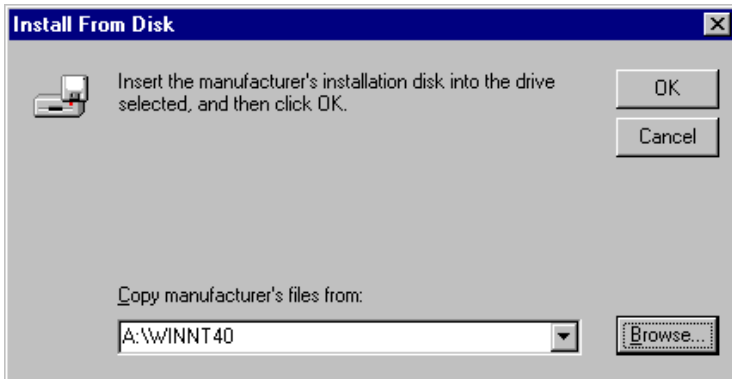 Install From Disk
Insert the manufacturer's installation disk into the drive
selected, and then click OK.
OK
Cancel
Copy manufacturer's files from:
A:\WINNT40
Browse...